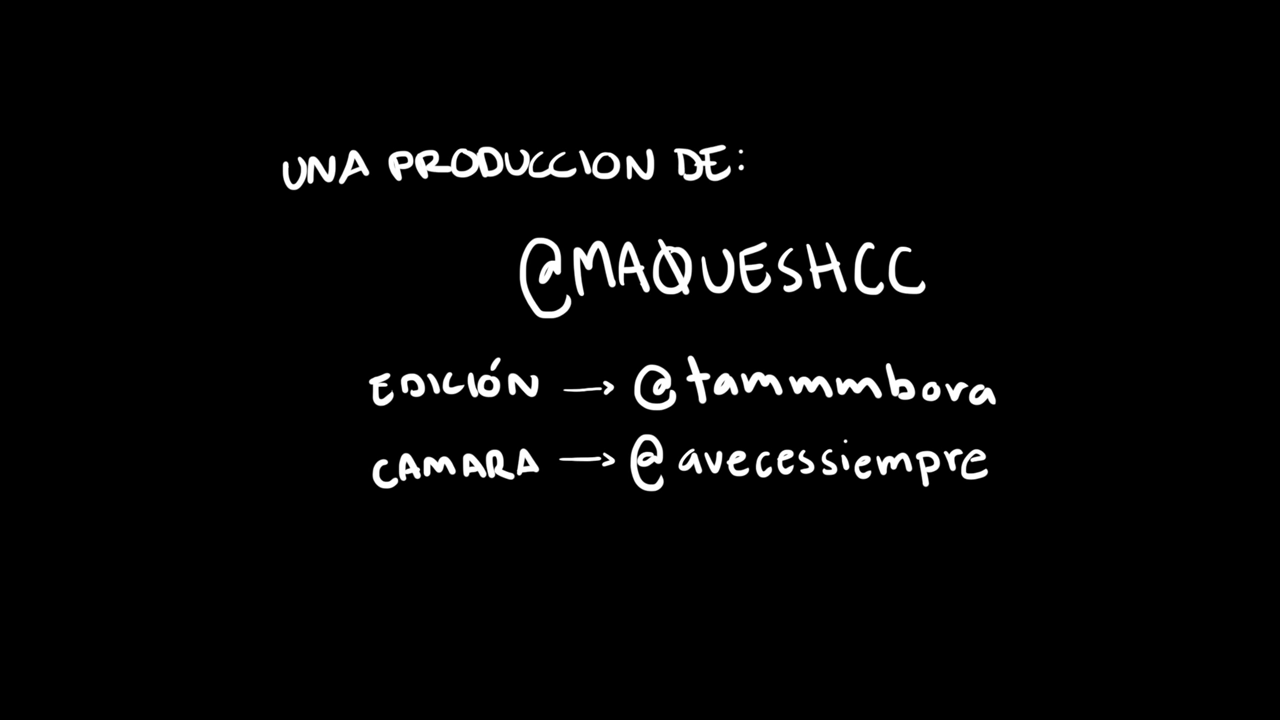 UNA PRODUCCION DE:
@MAQUESHCC
EDICIÓN → @tammmbora
CAMARA → @avecessiempre